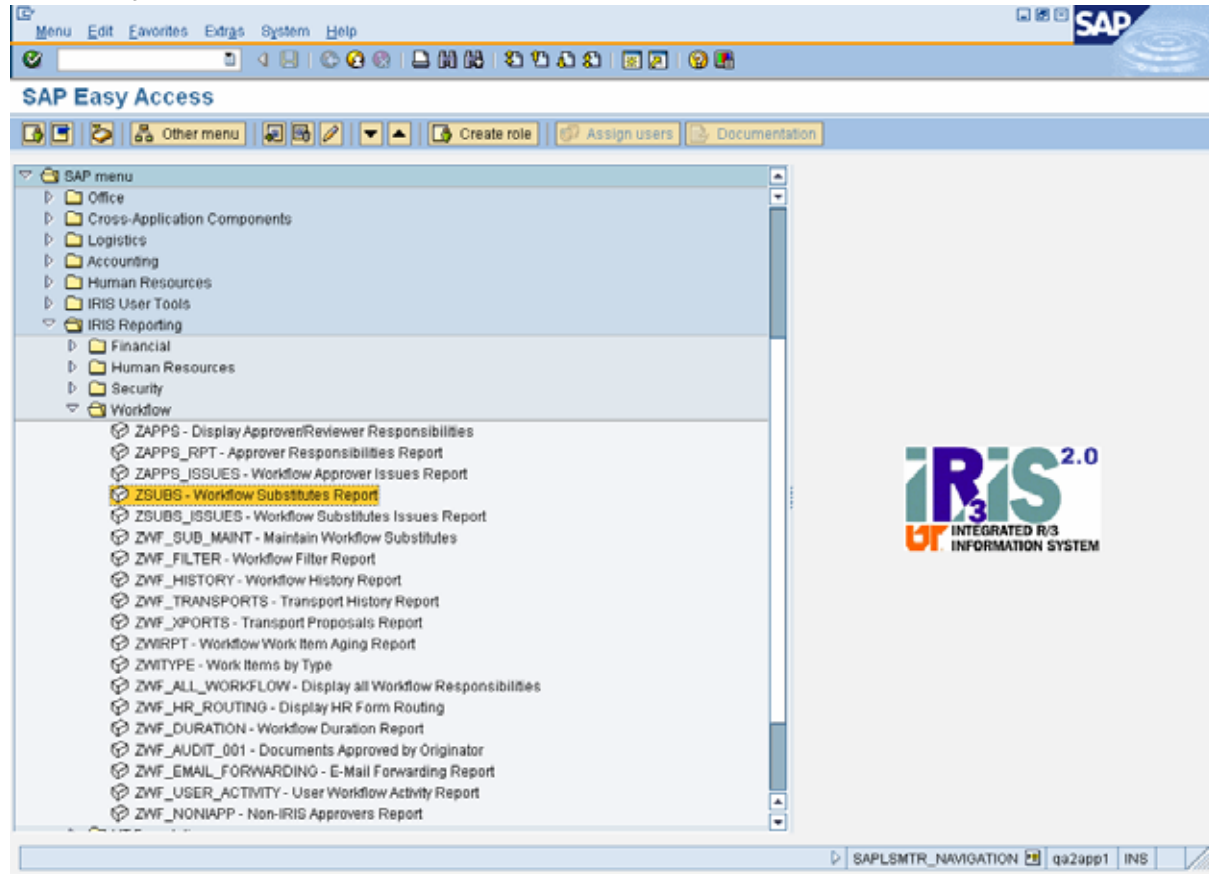 Menu Edit Favorites Extras System Help
SAP
SAP Easy Access
Other menu Create role Assign users Documentation
SAP menu
Office
Cross-Application Components
Logistics
Accounting
Human Resources
IRIS User Tools
IRIS Reporting
Financial
Human Resources
Security
Workflow
ZAPPS - Display Approver/Reviewer Responsibilities
ZAPPS_RPT - Approver Responsibilities Report
ZAPPS_ISSUES - Workflow Approver Issues Report
ZSUBS - Workflow Substitutes Report
ZSUBS_ISSUES - Workflow Substitutes Issues Report
ZWF_SUB_MAINT - Maintain Workflow Substitutes
ZWF_FILTER - Workflow Filter Report
ZWF_HISTORY - Workflow History Report
ZWF_TRANSPORTS - Transport History Report
ZWF_XPORTS - Transport Proposals Report
ZWIRPT - Workflow Work Item Aging Report
ZWITYPE - Work Items by Type
ZWF_ALL_WORKFLOW - Display all Workflow Responsibilities
ZWF_HR_ROUTING - Display HR Form Routing
ZWF_DURATION - Workflow Duration Report
ZWF_AUDIT_001 - Documents Approved by Originator
ZWF_EMAIL_FORWARDING - E-Mail Forwarding Report
ZWF_USER_ACTIVITY - User Workflow Activity Report
ZWF_NONIAPP - Non-IRIS Approvers Report
iRiS 2.0
3
UT INTEGRATED R/3
INFORMATION SYSTEM
SAPLSMTR_NAVIGATION qa2app1 INS